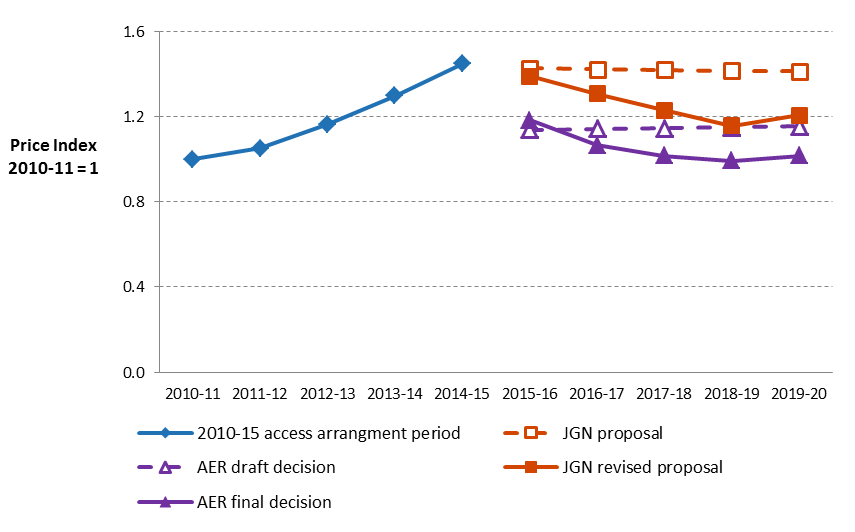 1.6
1.2
Price Index
2010-11 = 1
0.8
0.4
0.0
2010-11 2011-12 2012-13 2013-14 2014-15 2015-16 2016-17 2017-18 2018-19 2019-20
2010-15 access arrangment period JGN proposal
AER draft decision JGN revised proposal
AER final decision